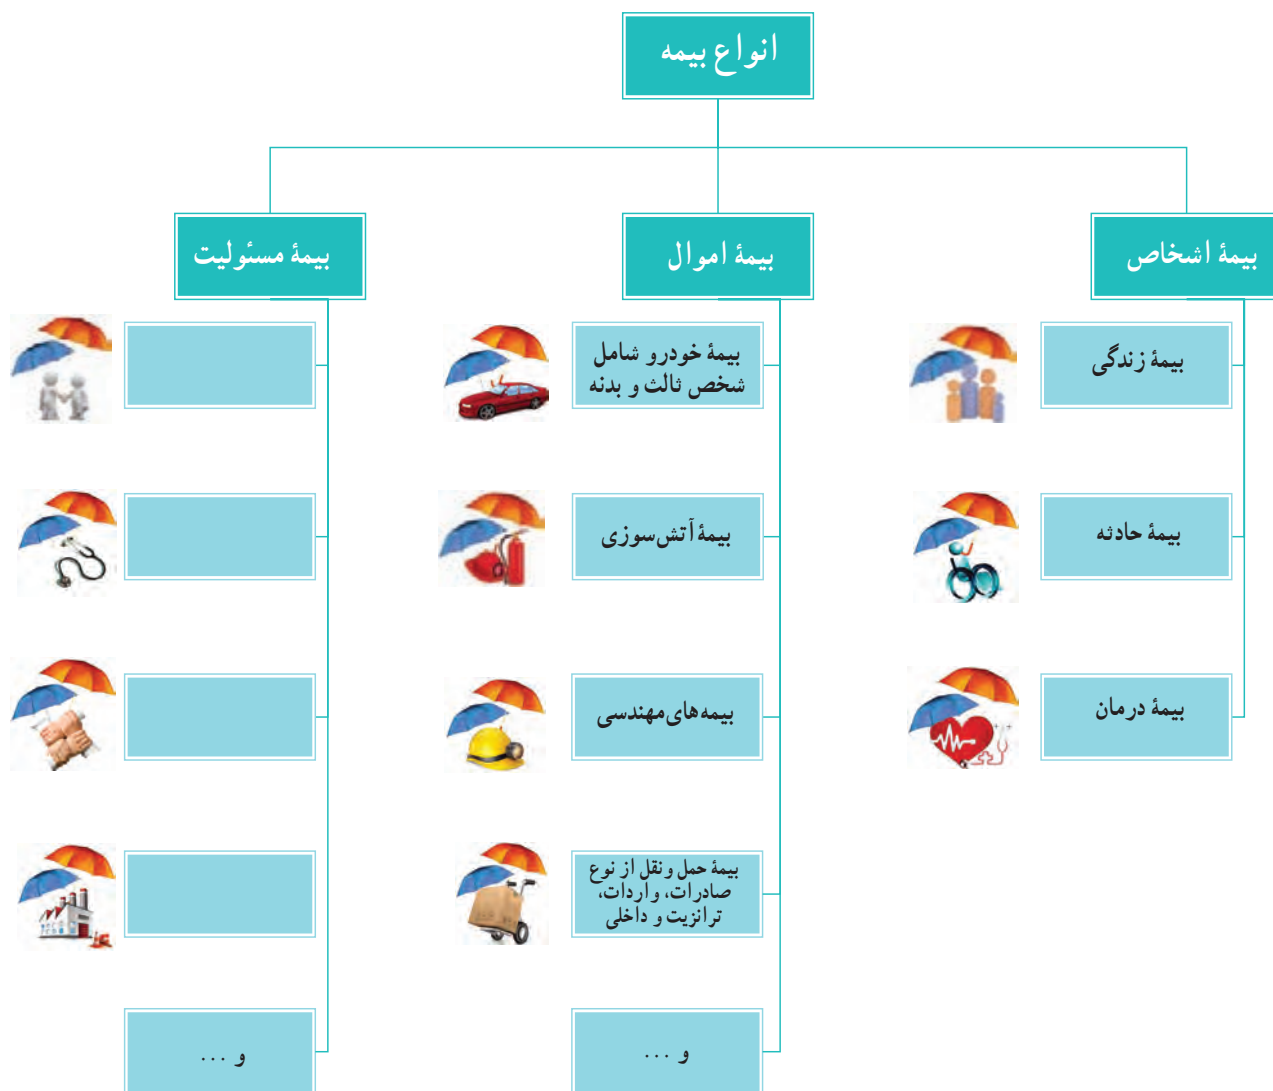 انواع بیمه
بیمهٔ اشخاص
بیمهٔ زندگی
بیمهٔ حادثه
بیمهٔ درمان
بیمهٔ اموال
بیمهٔ خودرو شامل
شخص ثالث و بدنه
بیمهٔ آتش‌سوزی
بیمه‌های مهندسی
بیمهٔ حمل و نقل از نوع
صادرات، واردات،
ترانزیت و داخلی
و ...
بیمهٔ مسئولیت
و ...